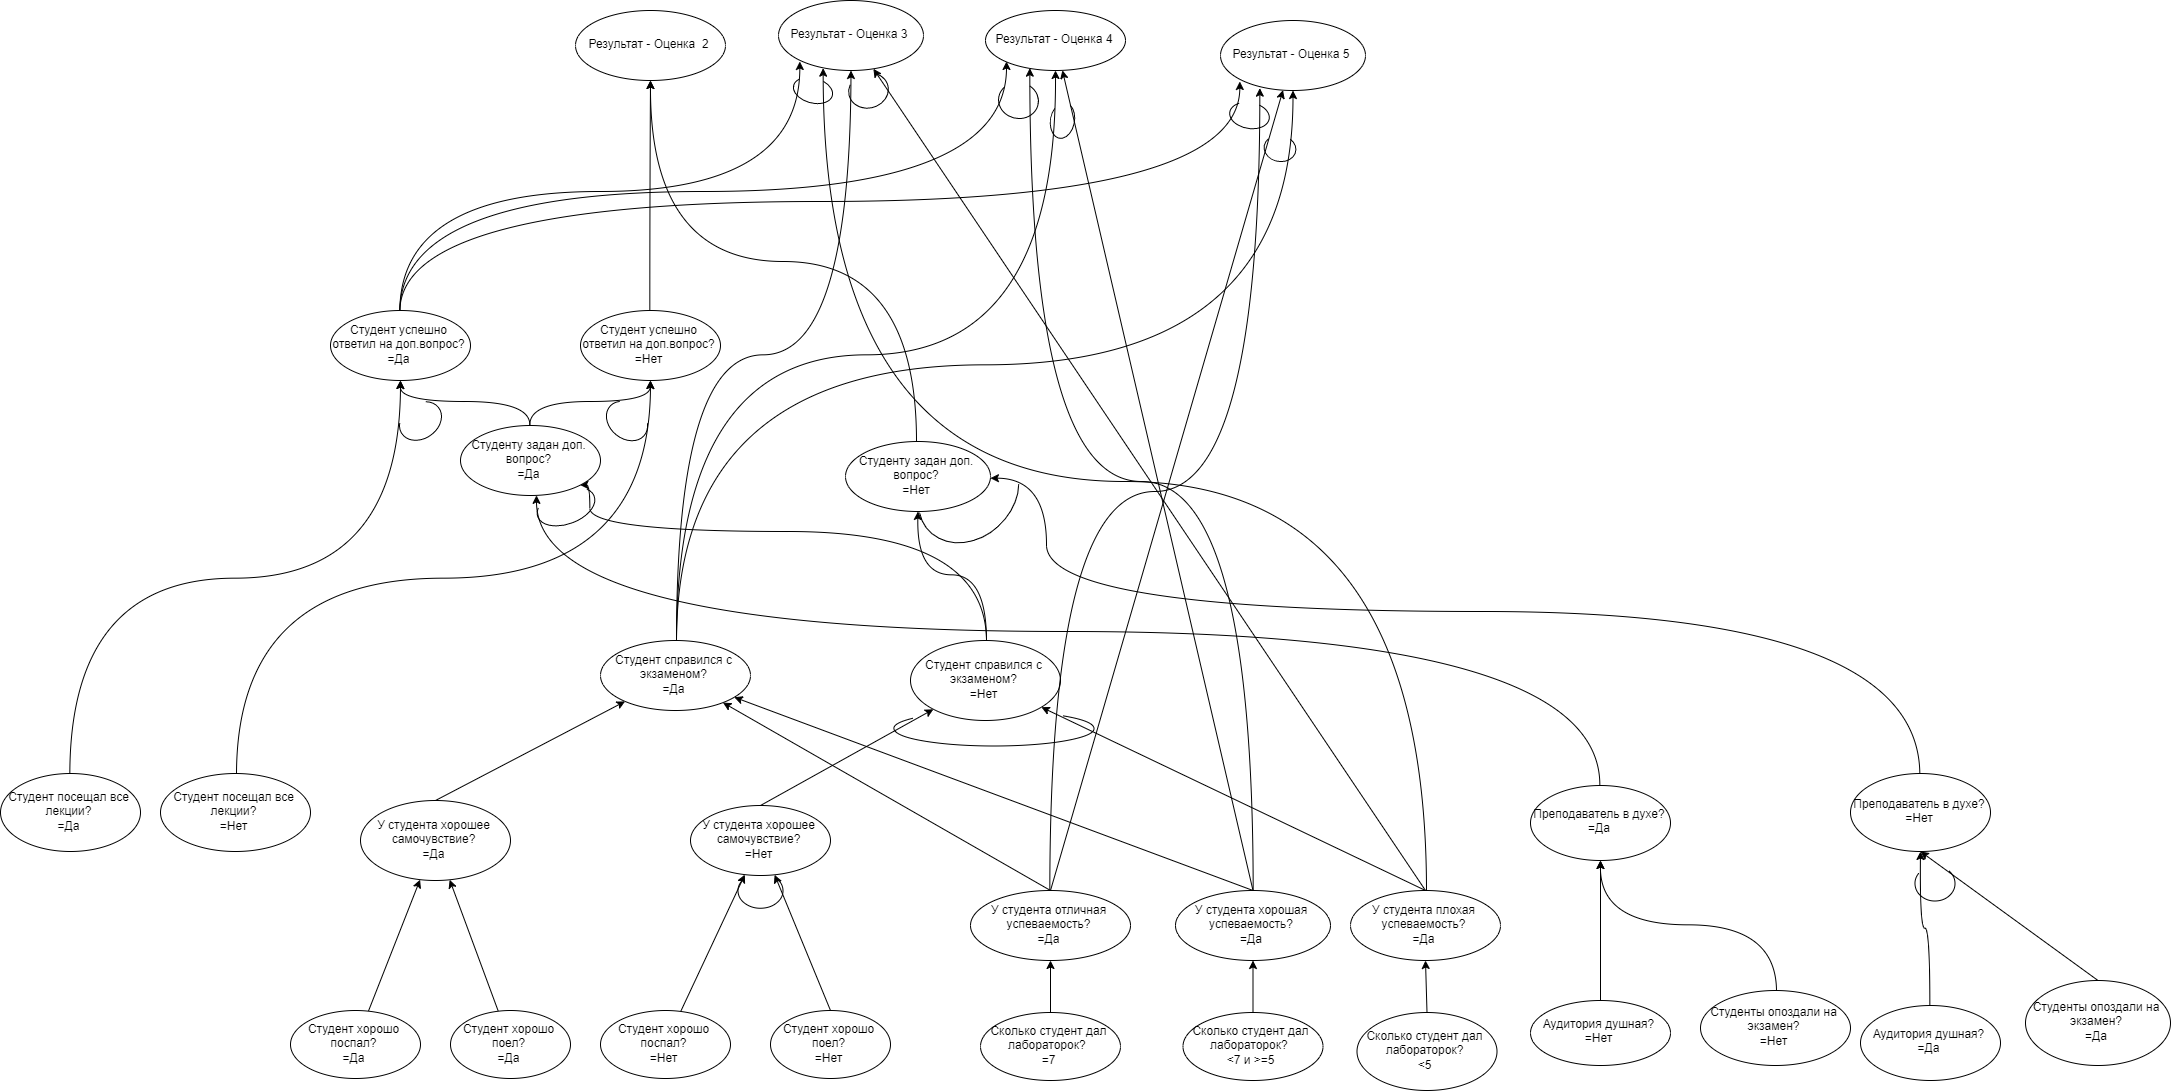 Результат - Оценка  2
Результат - Оценка 3
Результат - Оценка 4
Результат - Оценка 5
Студент успешно
ответил на доп.вопрос?
=Да
Студент успешно
ответил на доп.вопрос?
=Нет
Студенту задан доп.
вопрос?
=Да
Студенту задан доп.
вопрос?
=Нет
Студент справился с
экзаменом?
=Да
Студент справился с
экзаменом?
=Нет
Студент посещал все
лекции?
=Да
Студент посещал все
лекции?
=Нет
У студента хорошее
самочувствие?
=Да
У студента хорошее
самочувствие?
=Нет
Преподаватель в духе?
=Да
Преподаватель в духе?
=Нет
У студента отличная
успеваемость?
=Да
У студента хорошая
успеваемость?
=Да
У студента плохая
успеваемость?
=Да
Студент хорошо
поспал?
=Да
Студент хорошо
поел?
=Да
Студент хорошо
поспал?
=Нет
Студент хорошо
поел?
=Нет
Сколько студент дал
лабораторок?
=7
Сколько студент дал
лабораторок?
<7 и >=5
Сколько студент дал
лабораторок?
<5
Аудитория душная?
=Нет
Студенты опоздали на
экзамен?
=Нет
Аудитория душная?
=Да
Студенты опоздали на
экзамен?
=Да